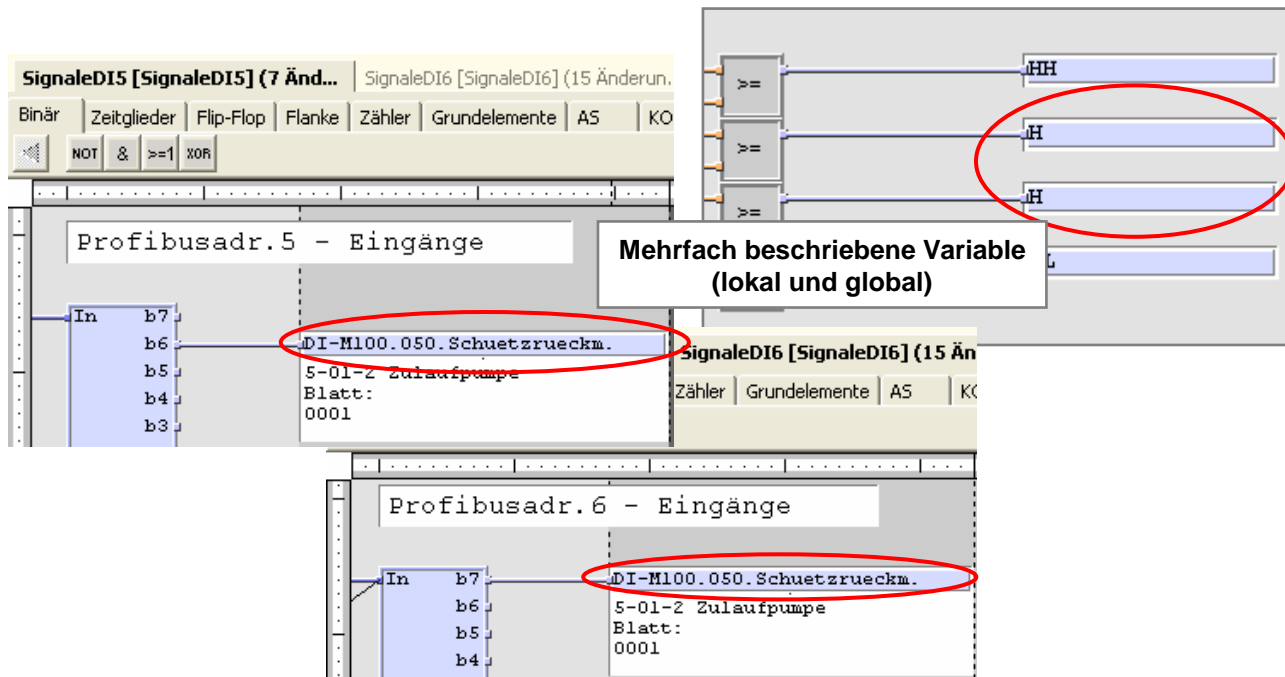 SignaleDI5 [SignaleDI5] (7 Änd...
SignaleDI6 [SignaleDI6] (15 Änderun.
Binär
Zeitglieder
Flip-Flop
Flanke
Zähler
Grundelemente
AS
KO
NOT
&
>=1
XOR
Profibusadr.5 - Eingänge
In
b7
b6
b5
b4
b3
DI-M100.050.Schuetzrueckm.
5-01-2 Zulaufpumpe
Blatt:
0001
>=
>=
>=
HH
H
H
L
Mehrfach beschriebene Variable
(lokal und global)
SignaleDI6 [SignaleDI6] (15 Än
Zähler
Grundelemente
AS
Profibusadr.6 - Eingänge
In
b7
b6
b5
b4
DI-M100.050.Schuetzrueckm.
5-01-2 Zulaufpumpe
Blatt:
0001